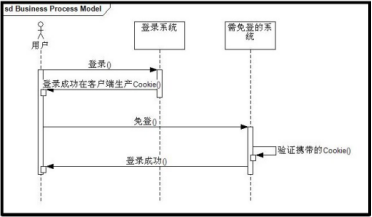 sd Business Process Model
用户
登录系统
需免登的系
统
登录()
登录成功在客户端生产Cookie()
免登()
验证携带的Cookie()
登录成功()